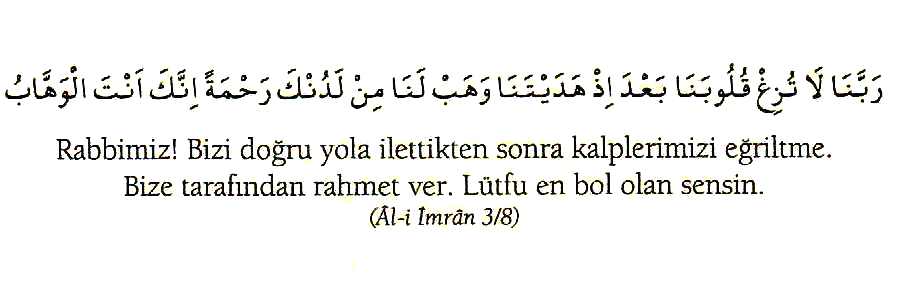 رَبَّنَا لَا تُزِغْ قُلُوبَنَا بَعْدَ اِذْ هَدَيْتَنَا وَهَبْ لَنَا مِنْ لَدُنْكَ رَحْمَةً اِنَّكَ اَنْتَ الْوَهَّابُ
Rabbimiz! Bizi doğru yola ilettikten sonra kalplerimizi eğriltme.
Bize tarafından rahmet ver. Lütfu en bol olan sensin.
(Âl-i İmrân 3/8)